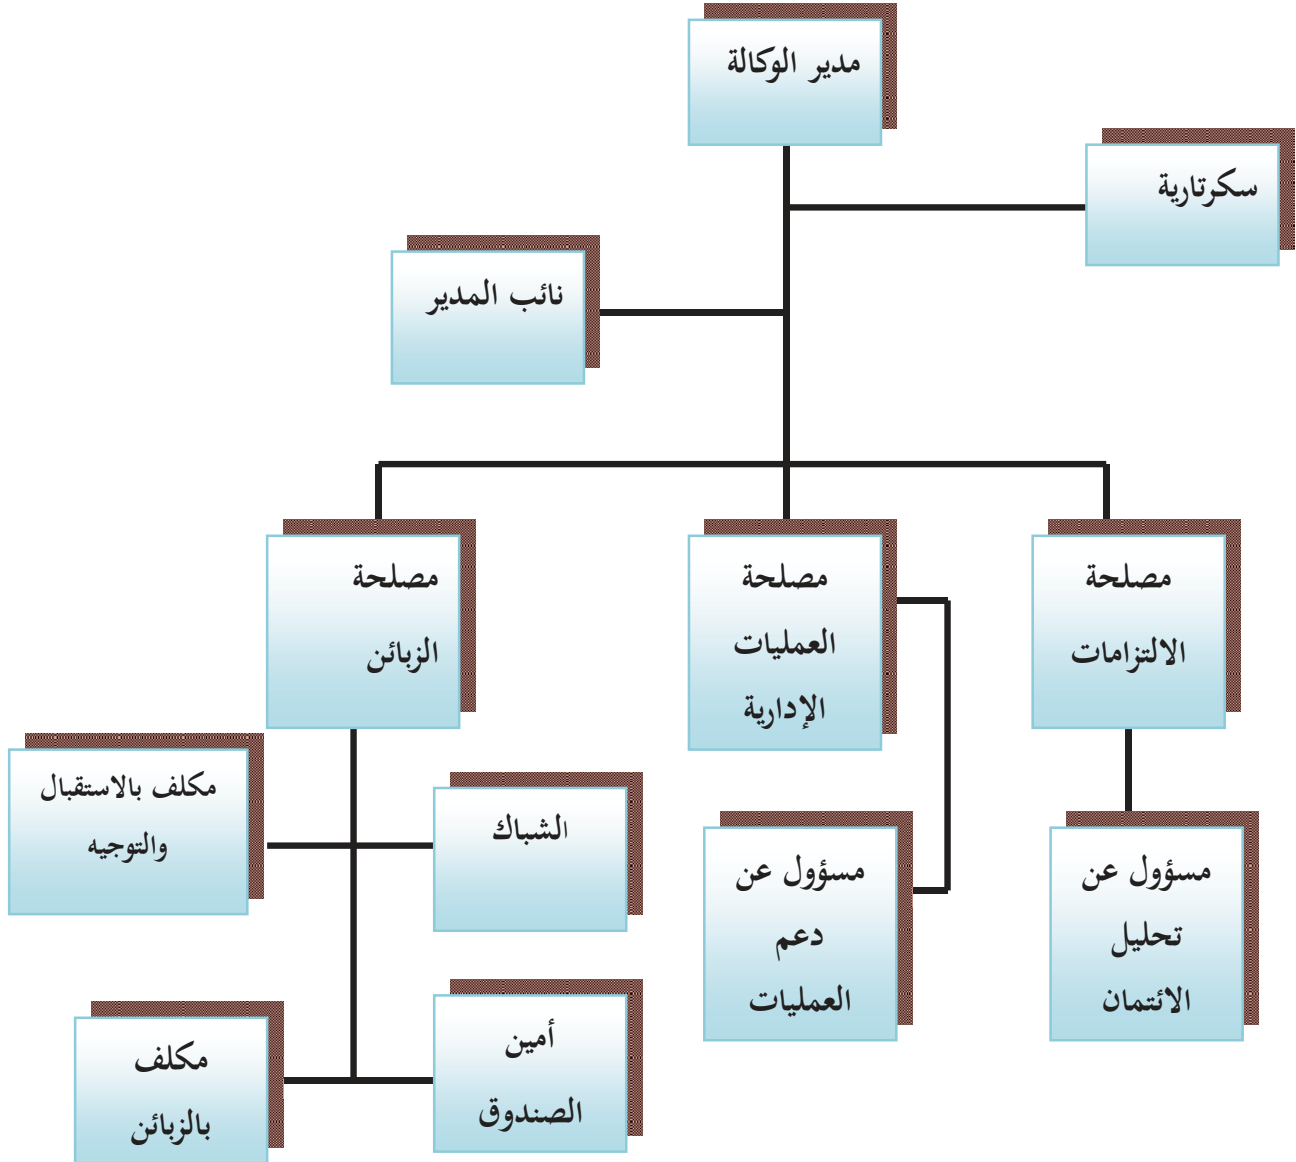 مدير الوكالة
سكرتارية
نائب المدير
مصلحة
الالتزامات
مصلحة
العمليات
الإدارية
مصلحة
الزبائن
مسؤول عن
تحليل
الائتمان
مسؤول عن
دعم
العمليات
الشباك
مكلف بالاستقبال
والتوجيه
أمين
الصندوق
مكلف
بالزبائن